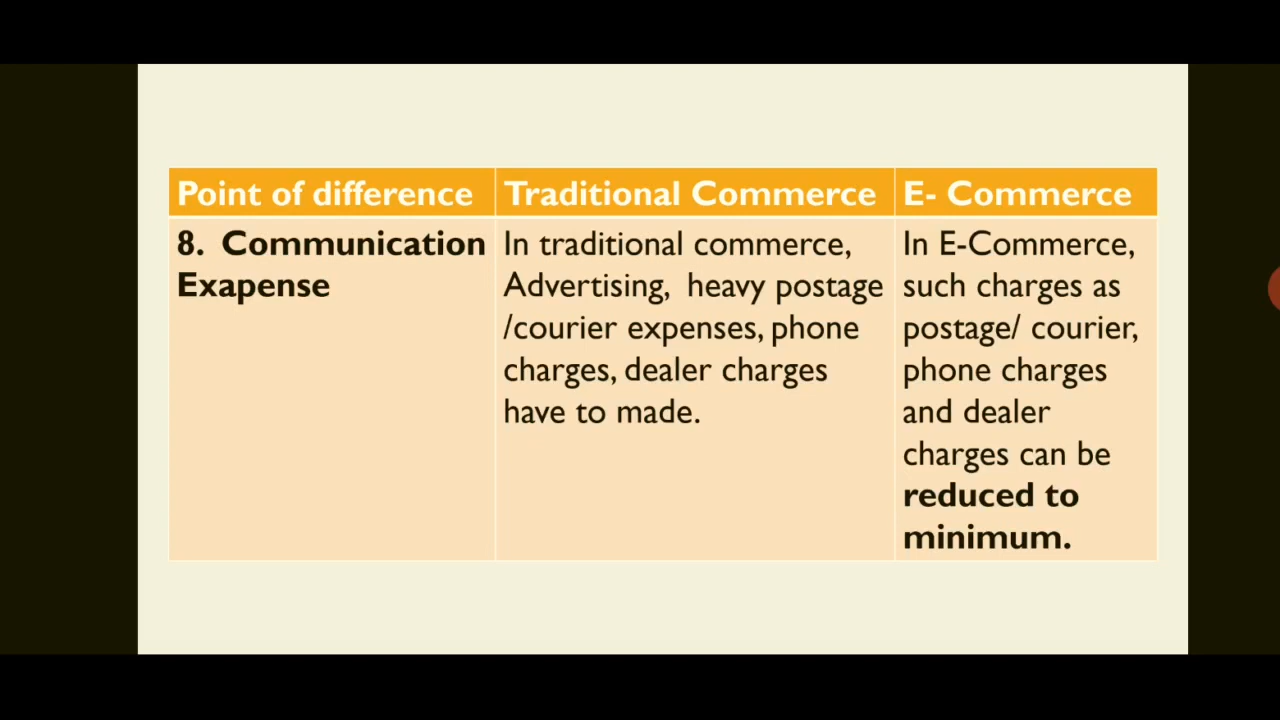 Point of difference
Traditional Commerce
E- Commerce
8. Communication
Exapense
In traditional commerce,
Advertising, heavy postage
/courier expenses, phone
charges, dealer charges
have to made.
In E-Commerce,
such charges as
postage/ courier,
phone charges
and dealer
charges can be
reduced to
minimum.